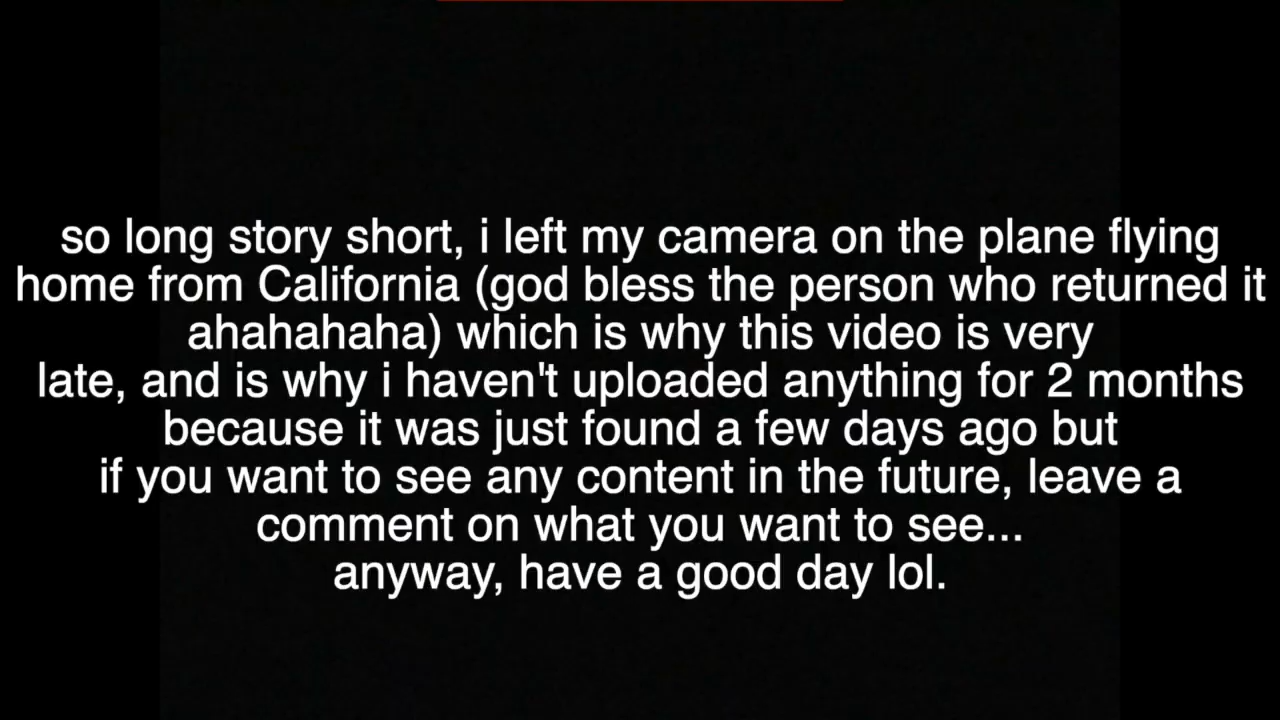 so long story short, i left my camera on the plane flying
home from California (god bless the person who returned it
ahahahaha) which is why this video is very
late, and is why i haven't uploaded anything for 2 months
because it was just found a few days ago but
if you want to see any content in the future, leave a
comment on what you want to see...
anyway, have a good day lol.